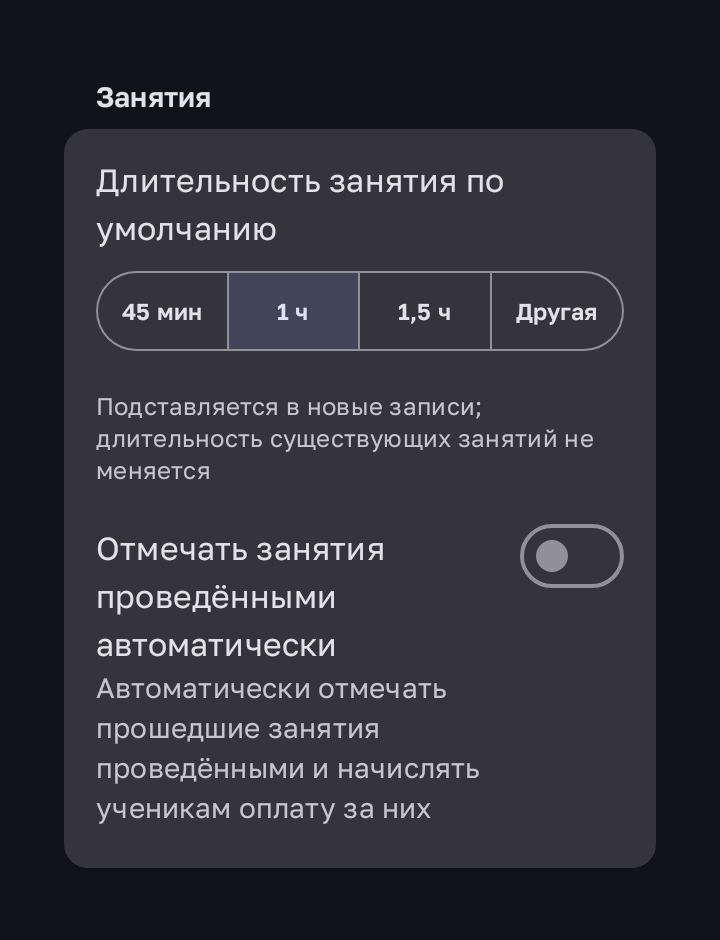 Занятия
Длительность занятия по
умолчанию
45 мин
1 ч
1,5 ч
Другая
Подставляется в новые записи;
длительность существующих занятий не
меняется
Отмечать занятия
проведёнными
автоматически
Автоматически отмечать
прошедшие занятия
проведёнными и начислять
ученикам оплату за них